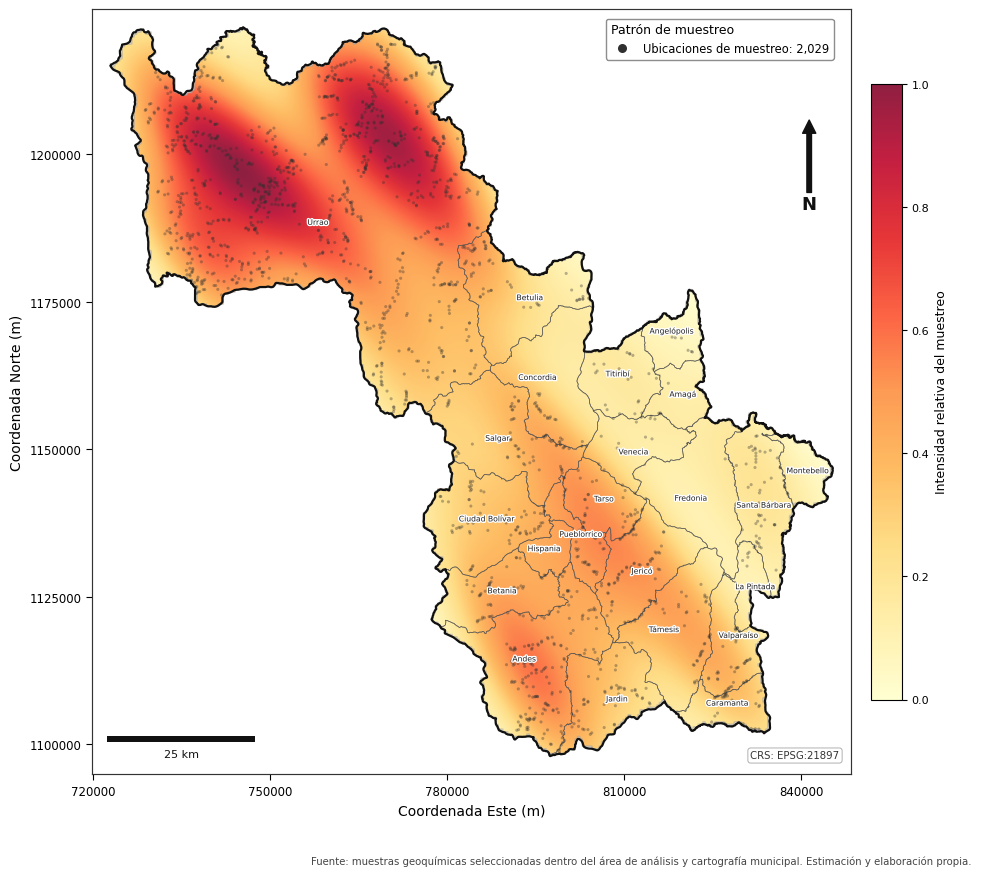 Patrón de muestreo
Ubicaciones de muestreo: 2,029
1.0
0.8
0.6
0.4
0.2
0.0
Intensidad relativa del muestreo
N
Coordenada Norte (m)
1200000
1175000
1150000
1125000
1100000
Urrao
Betulia
Angelópolis
Concordia
Titiribí
Amagá
Salgar
Venecia
Montebello
Tarso
Fredonia
Santa Bárbara
Ciudad Bolívar
Pueblorrico
Hispania
Jericó
Betania
La Pintada
Támesis
Valparaíso
Andes
Jardín
Caramanta
25 km
CRS: EPSG:21897
720000 750000 780000 810000 840000
Coordenada Este (m)
Fuente: muestras geoquímicas seleccionadas dentro del área de análisis y cartografía municipal. Estimación y elaboración propia.